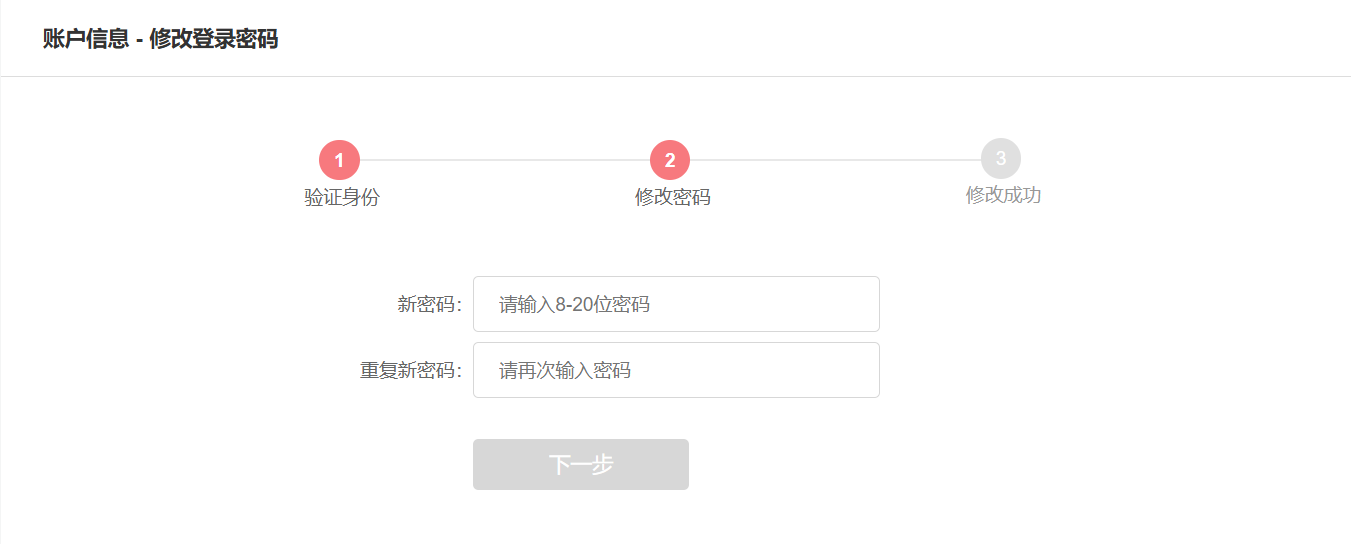 账户信息 - 修改登录密码
1
2
3
验证身份
修改密码
修改成功
新密码：
请输入8-20位密码
重复新密码：
请再次输入密码
下一步